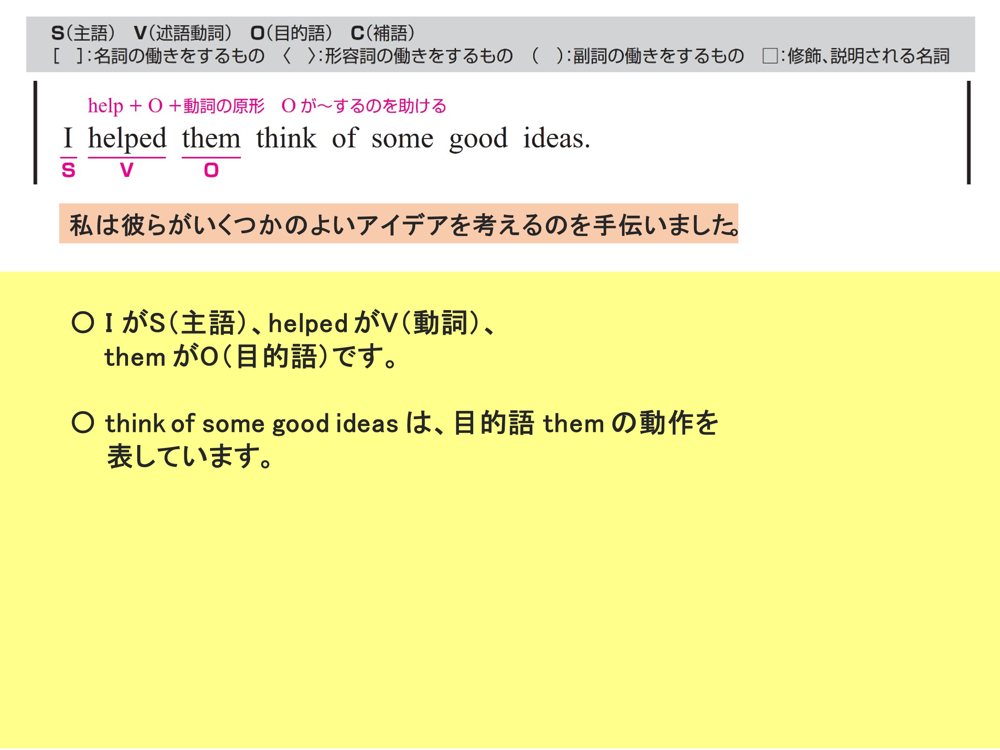 S(主語) V(述語動詞) O(目的語) C(補語)
[ ]:名詞の働きをするもの 〈 〉:形容詞の働きをするもの ( ):副詞の働きをするもの □:修飾、説明される名詞
help + O +動詞の原形 O が〜するのを助ける
I helped them think of some good ideas.
S V O
私は彼らがいくつかのよいアイデアを考えるのを手伝いました。
○ I がS(主語)、helped がV(動詞)、
them がO(目的語)です。
○ think of some good ideas は、目的語 them の動作を
表しています。